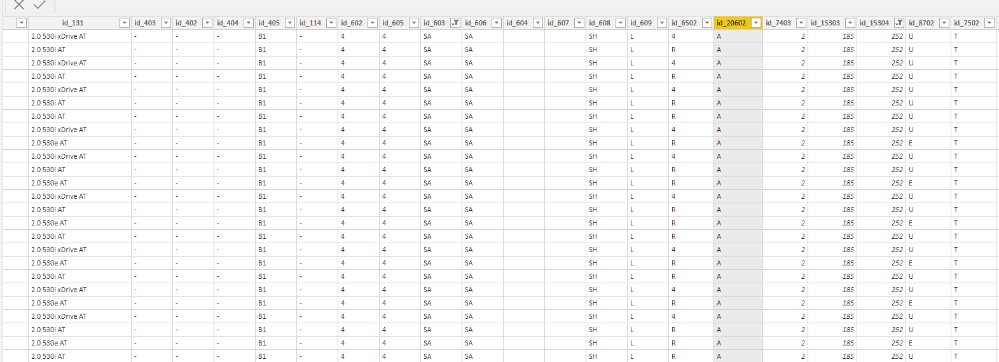 id_131 id_403 id_402 id_404 id_405 id_114 id_602 id_605 id_603 id_606 id_604 id_607 id_608 id_609 id_6502 id_20602 id_7403 id_15303 id_15304 id_8702 id_7502
2.0 530i xDrive AT - - - B1 - 4 4 SA SA SH L 4 A 2 185 252 U T
2.0 530i AT - - - B1 - 4 4 SA SA SH L R A 2 185 252 U T
2.0 530i xDrive AT - - - B1 - 4 4 SA SA SH L 4 A 2 185 252 U T
2.0 530i AT - - - B1 - 4 4 SA SA SH L R A 2 185 252 U T
2.0 530i xDrive AT - - - B1 - 4 4 SA SA SH L 4 A 2 185 252 U T
2.0 530i AT - - - B1 - 4 4 SA SA SH L R A 2 185 252 U T
2.0 530i AT - - - B1 - 4 4 SA SA SH L R A 2 185 252 U T
2.0 530i xDrive AT - - - B1 - 4 4 SA SA SH L 4 A 2 185 252 U T
2.0 530e AT - - - B1 - 4 4 SA SA SH L R A 2 185 252 E T
2.0 530i xDrive AT - - - B1 - 4 4 SA SA SH L 4 A 2 185 252 U T
2.0 530i AT - - - B1 - 4 4 SA SA SH L R A 2 185 252 U T
2.0 530e AT - - - B1 - 4 4 SA SA SH L R A 2 185 252 E T
2.0 530i xDrive AT - - - B1 - 4 4 SA SA SH L 4 A 2 185 252 U T
2.0 530i AT - - - B1 - 4 4 SA SA SH L R A 2 185 252 U T
2.0 530e AT - - - B1 - 4 4 SA SA SH L R A 2 185 252 E T
2.0 530i AT - - - B1 - 4 4 SA SA SH L R A 2 185 252 U T
2.0 530i xDrive AT - - - B1 - 4 4 SA SA SH L 4 A 2 185 252 U T
2.0 530e AT - - - B1 - 4 4 SA SA SH L R A 2 185 252 E T
2.0 530i AT - - - B1 - 4 4 SA SA SH L R A 2 185 252 U T
2.0 530i xDrive AT - - - B1 - 4 4 SA SA SH L 4 A 2 185 252 U T
2.0 530e AT - - - B1 - 4 4 SA SA SH L R A 2 185 252 E T
2.0 530i xDrive AT - - - B1 - 4 4 SA SA SH L 4 A 2 185 252 U T
2.0 530i AT - - - B1 - 4 4 SA SA SH L R A 2 185 252 U T
2.0 530e AT - - - B1 - 4 4 SA SA SH L R A 2 185 252 E T
2.0 530i AT - - - B1 - 4 4 SA SA SH L R A 2 185 252 U T